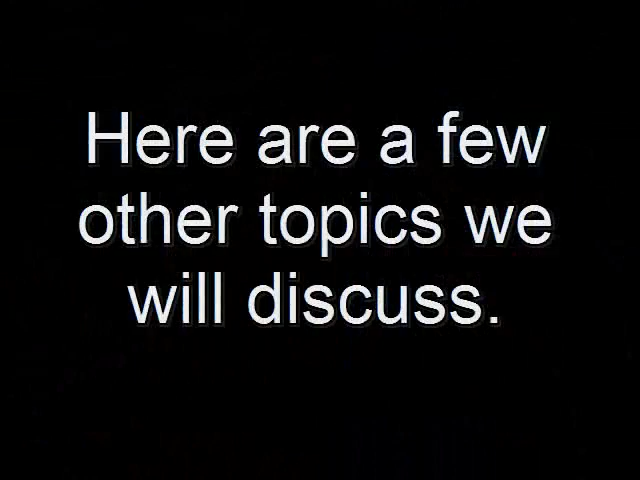 Here are a few
other topics we
will discuss.